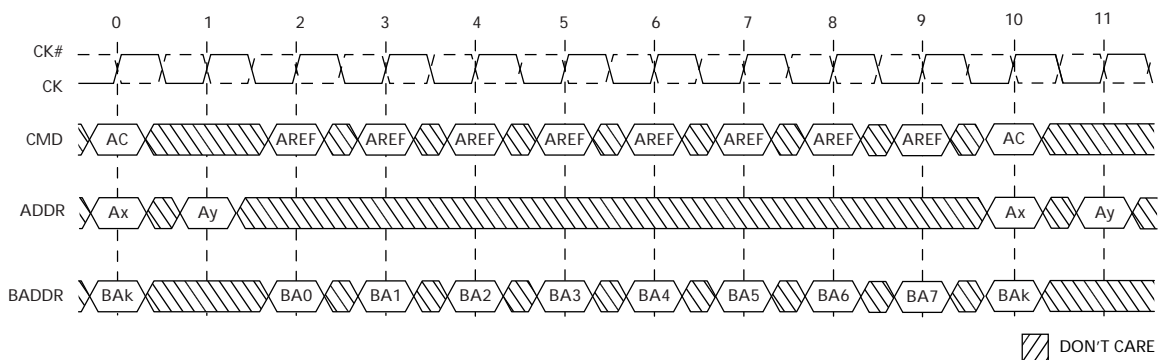 0 1 2 3 4 5 6 7 8 9 10 11
CK#
CK
CMD AC AREF AREF AREF AREF AREF AREF AREF AREF AC
ADDR Ax Ay Ax Ay
BADDR BAk BA0 BA1 BA2 BA3 BA4 BA5 BA6 BA7 BAk
DON'T CARE